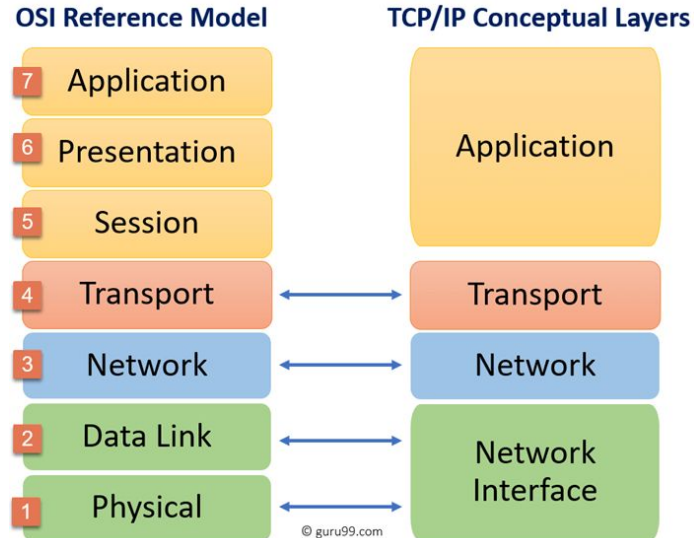 OSI Reference Model
TCP/IP Conceptual Layers
7
Application
6
Presentation
5
Session
4
Transport
3
Network
2
Data Link
1
Physical
Application
Transport
Network
Network
Interface
© guru99.com